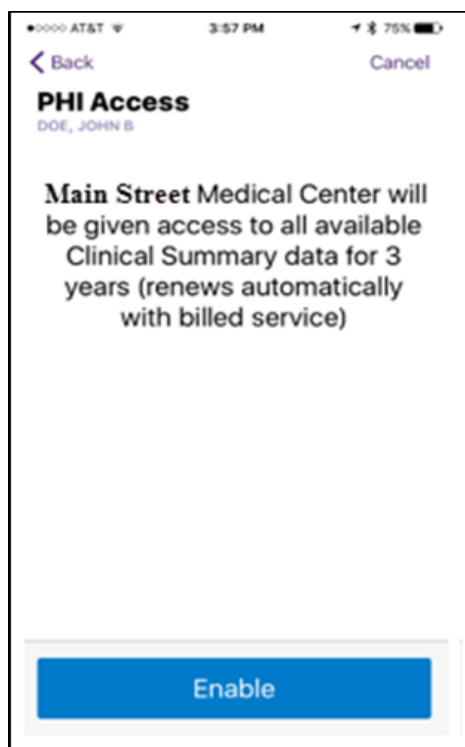 AT&T 3:57 PM 75%
Back Cancel
PHI Access
DOE, JOHN B
Main Street Medical Center will
be given access to all available
Clinical Summary data for 3
years (renews automatically
with billed service)
Enable